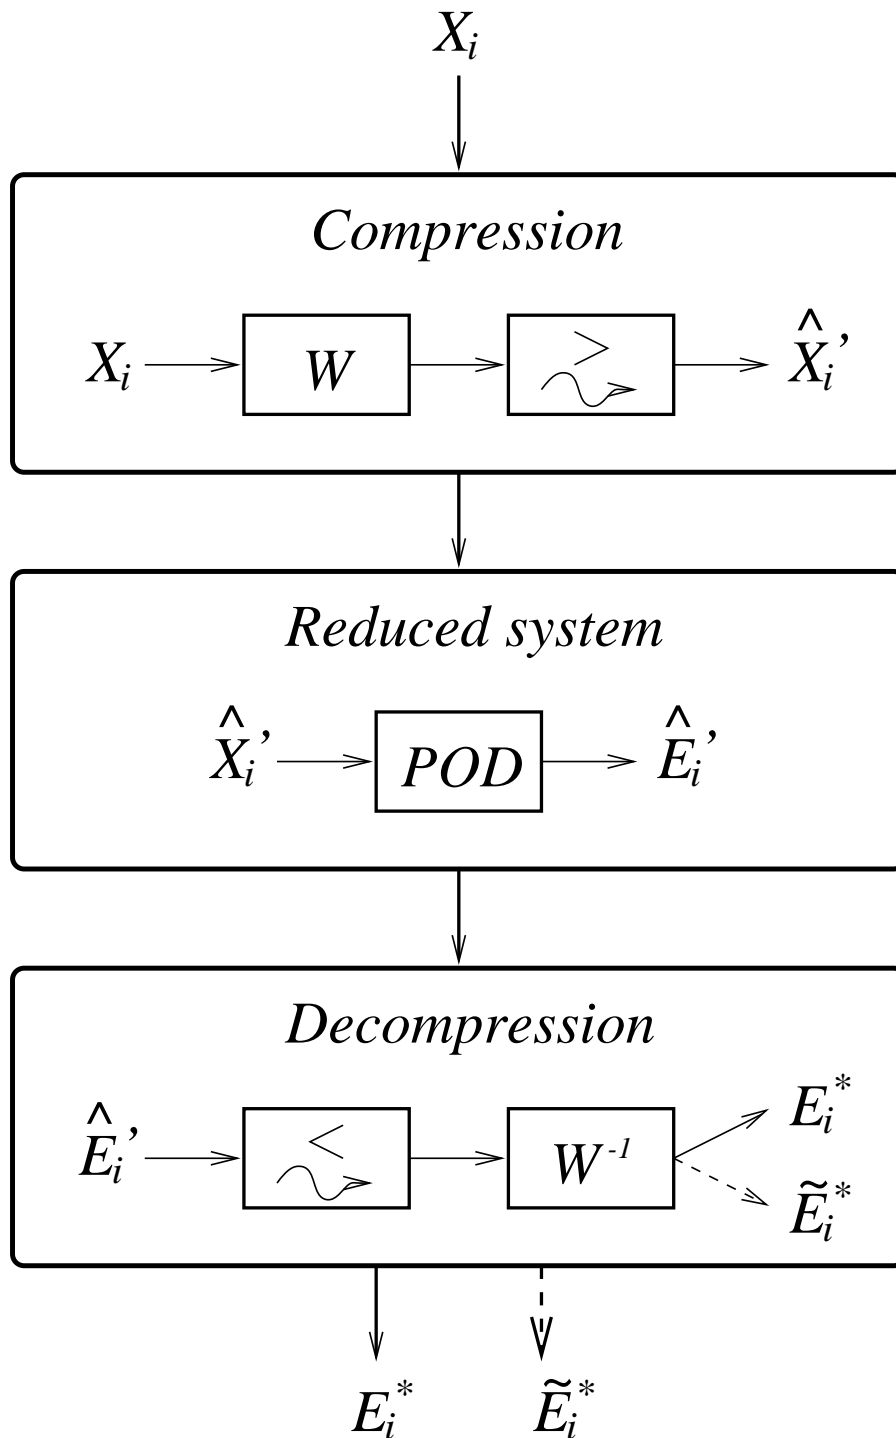 X_i
Compression
X_i W > X̂_i’
Reduced system
X̂_i’ POD Ê_i’
Decompression
Ê_i’ < W^-1 E_i^*
Ẽ_i^*
E_i^* Ẽ_i^*